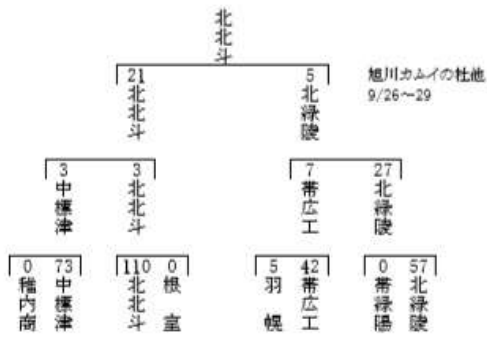 北北斗
21 5
北北斗 北緑陵
旭川カムイの杜他
9/26～29
3 3 7 27
中標津 北北斗 帯広工 北緑陵
0 73 110 0 5 42 0 57
稚内商 中標津 北北斗 根室 羽幌 帯広工 帯緑陽 北緑陵